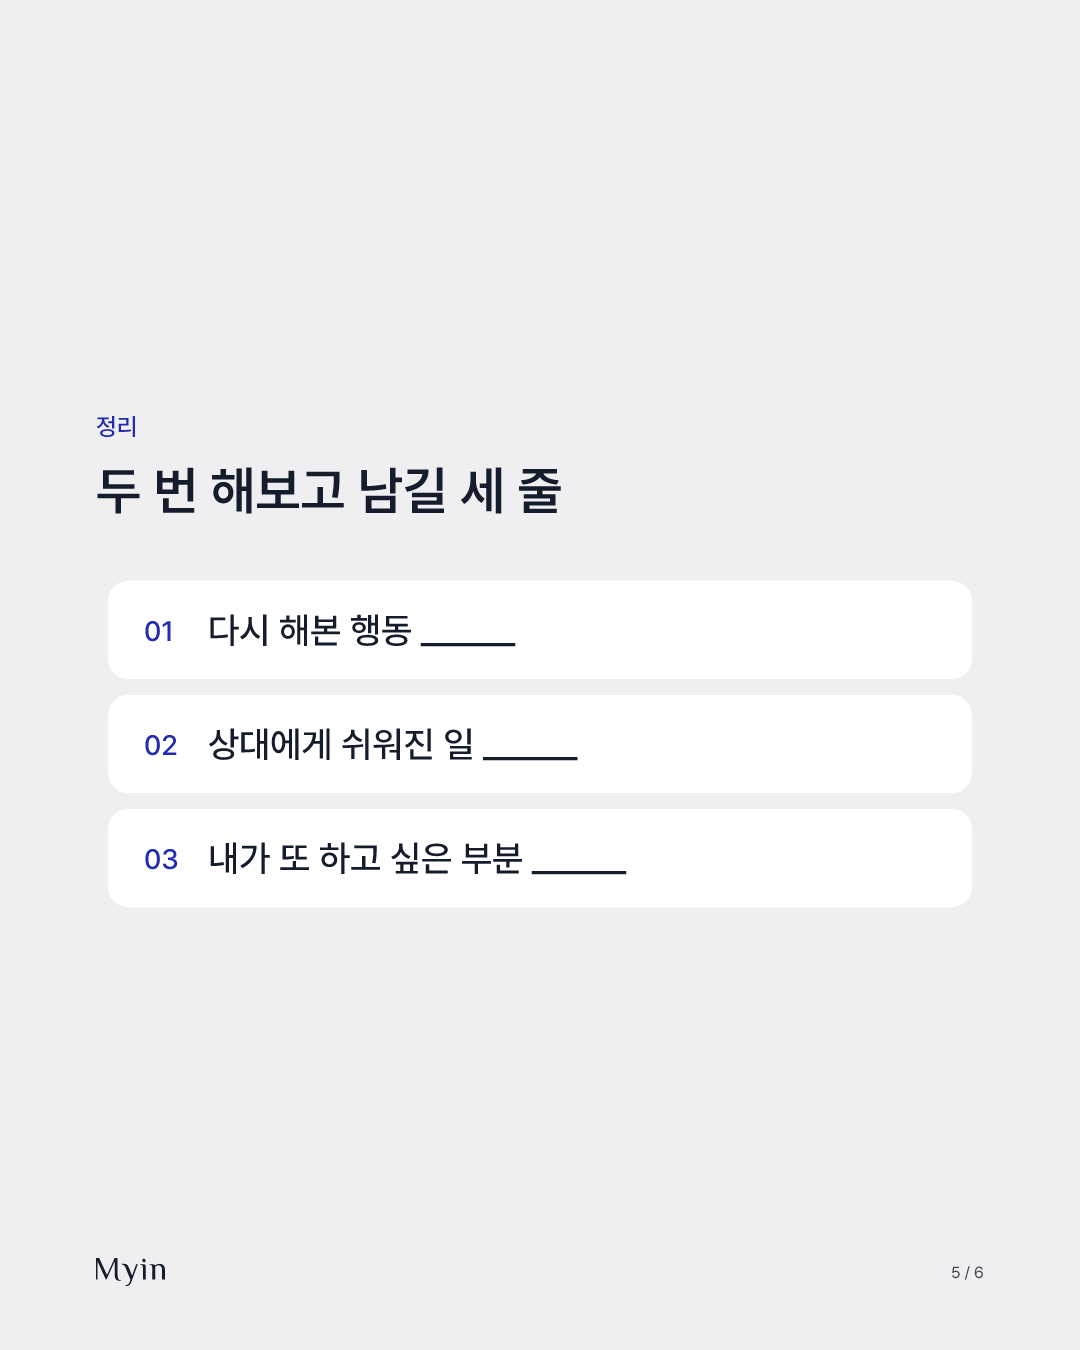 정리
두 번 해보고 남길 세 줄
01 다시 해본 행동 ______
02 상대에게 쉬워진 일 ______
03 내가 또 하고 싶은 부분 ______
Myin
5 / 6